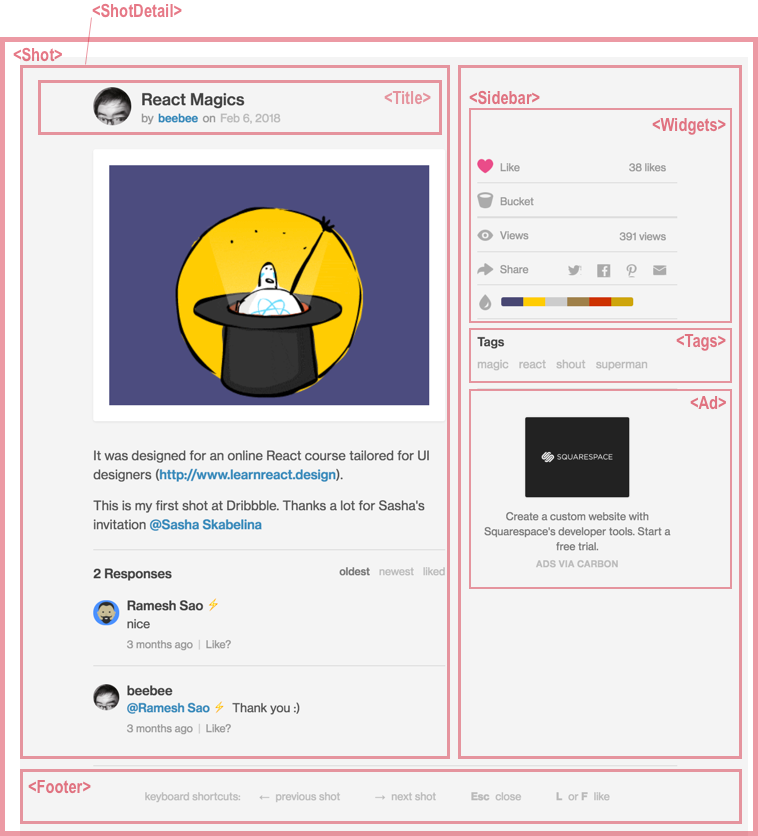 <ShotDetail>
<Shot>
React Magics
<Title>
by beebee on Feb 6, 2018
It was designed for an online React course tailored for UI
designers (http://www.learnreact.design).
This is my first shot at Dribbble. Thanks a lot for Sasha's
invitation @Sasha Skabelina
2 Responses
oldest newest liked
Ramesh Sao ⚡
nice
3 months ago | Like?
beebee
@Ramesh Sao ⚡ Thank you :)
3 months ago | Like?
<Sidebar>
<Widgets>
Like 38 likes
Bucket
Views 391 views
Share
Tags
<Tags>
magic react shout superman
<Ad>
SQUARESPACE
Create a custom website with
Squarespace's developer tools. Start a
free trial.
ADS VIA CARBON
<Footer>
keyboard shortcuts: ← previous shot → next shot Esc close L or F like